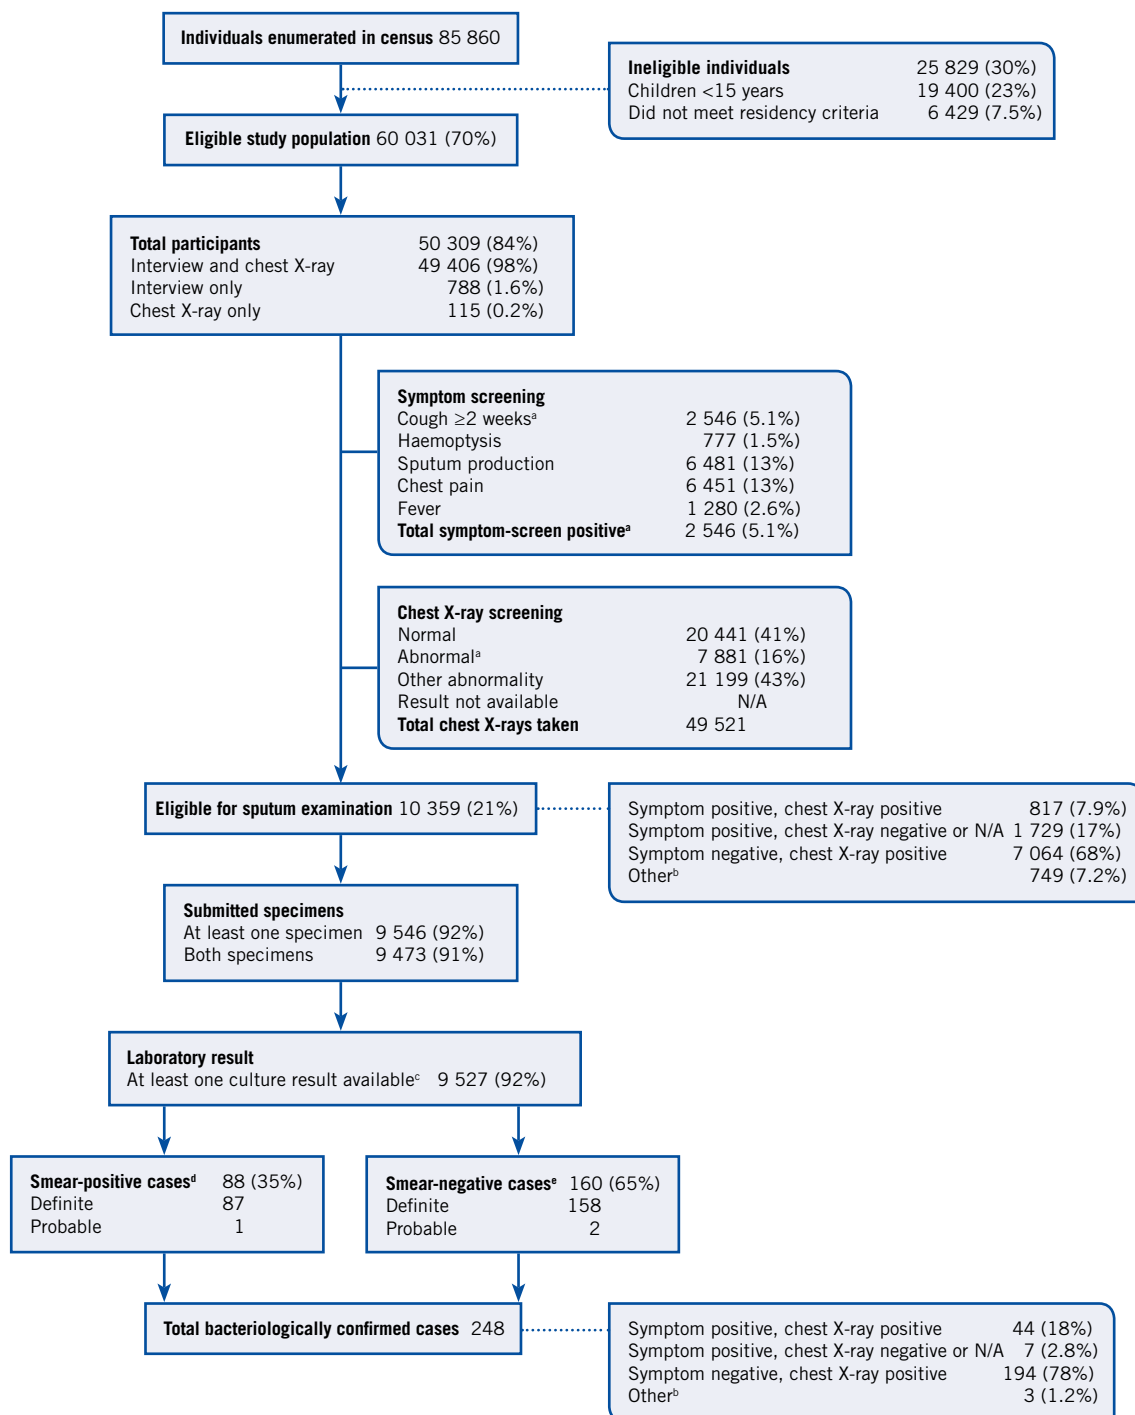 Individuals enumerated in census 85 860
Ineligible individuals 25 829 (30%)
Children <15 years 19 400 (23%)
Did not meet residency criteria 6 429 (7.5%)
Eligible study population 60 031 (70%)
Total participants 50 309 (84%)
Interview and chest X-ray 49 406 (98%)
Interview only 788 (1.6%)
Chest X-ray only 115 (0.2%)
Symptom screening
Cough ≥2 weeksᵃ 2 546 (5.1%)
Haemoptysis 777 (1.5%)
Sputum production 6 481 (13%)
Chest pain 6 451 (13%)
Fever 1 280 (2.6%)
Total symptom-screen positiveᵃ 2 546 (5.1%)
Chest X-ray screening
Normal 20 441 (41%)
Abnormalᵃ 7 881 (16%)
Other abnormality 21 199 (43%)
Result not available N/A
Total chest X-rays taken 49 521
Eligible for sputum examination 10 359 (21%)
Symptom positive, chest X-ray positive 817 (7.9%)
Symptom positive, chest X-ray negative or N/A 1 729 (17%)
Symptom negative, chest X-ray positive 7 064 (68%)
Otherᵇ 749 (7.2%)
Submitted specimens
At least one specimen 9 546 (92%)
Both specimens 9 473 (91%)
Laboratory result
At least one culture result availableᶜ 9 527 (92%)
Smear-positive casesᵈ 88 (35%)
Definite 87
Probable 1
Smear-negative casesᵉ 160 (65%)
Definite 158
Probable 2
Total bacteriologically confirmed cases 248
Symptom positive, chest X-ray positive 44 (18%)
Symptom positive, chest X-ray negative or N/A 7 (2.8%)
Symptom negative, chest X-ray positive 194 (78%)
Otherᵇ 3 (1.2%)